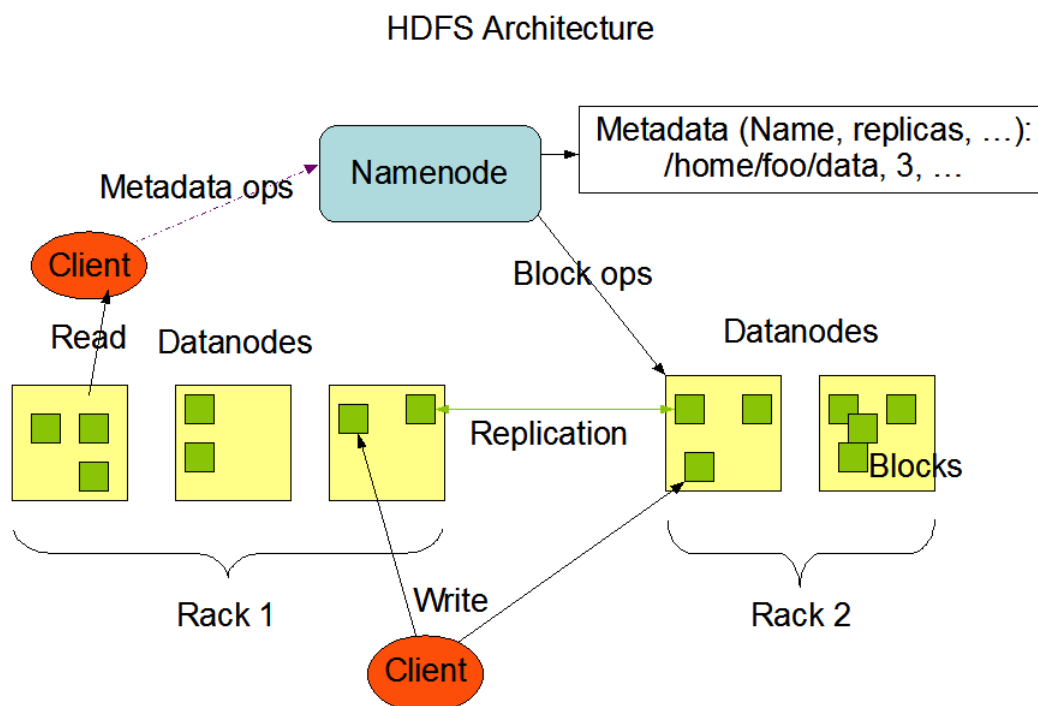 HDFS Architecture
Metadata (Name, replicas, …):
/home/foo/data, 3, …
Namenode
Metadata ops
Client
Block ops
Read
Datanodes
Datanodes
Replication
Blocks
Rack 1
Write
Rack 2
Client